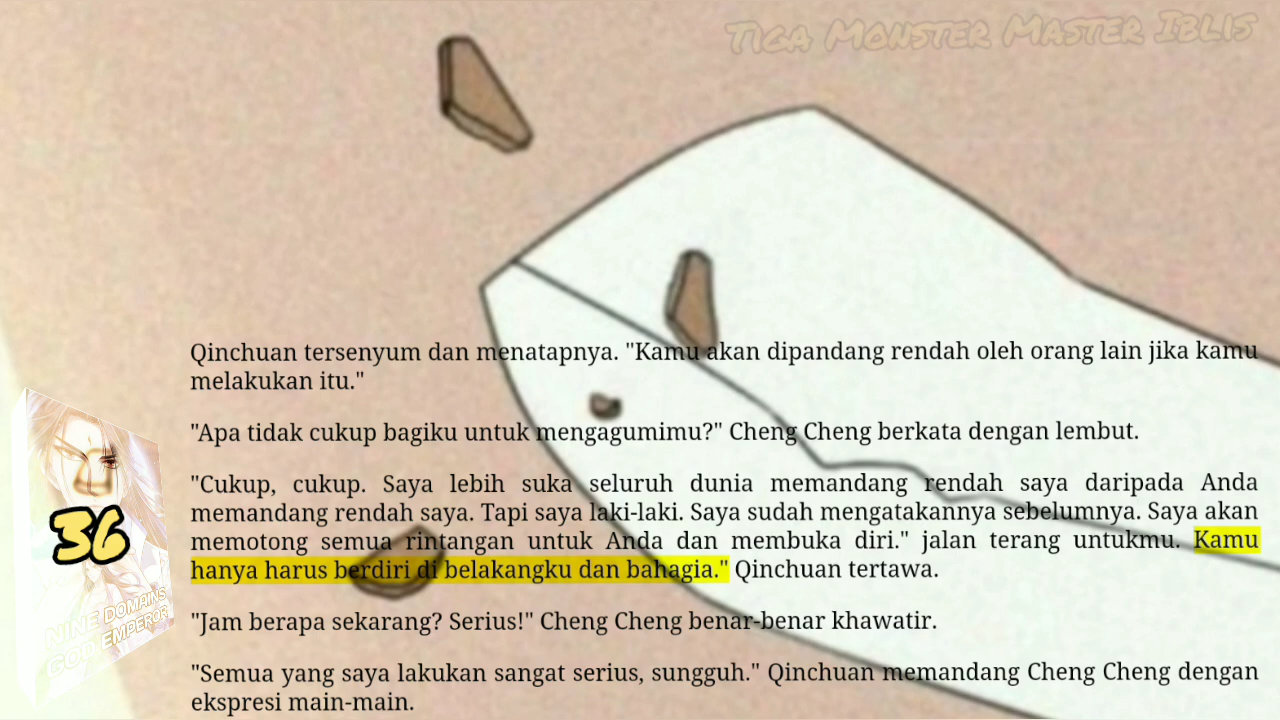 Tiga Monster Master Iblis
Qinchuan tersenyum dan menatapnya. "Kamu akan dipandang rendah oleh orang lain jika kamu
melakukan itu."
"Apa tidak cukup bagiku untuk mengagumimu?" Cheng Cheng berkata dengan lembut.
"Cukup, cukup. Saya lebih suka seluruh dunia memandang rendah saya daripada Anda
memandang rendah saya. Tapi saya laki-laki. Saya sudah mengatakannya sebelumnya. Saya akan
memotong semua rintangan untuk Anda dan membuka diri." jalan terang untukmu. Kamu
hanya harus berdiri di belakangku dan bahagia." Qinchuan tertawa.
"Jam berapa sekarang? Serius!" Cheng Cheng benar-benar khawatir.
"Semua yang saya lakukan sangat serius, sungguh." Qinchuan memandang Cheng Cheng dengan
ekspresi main-main.
36
NINE DOMAINS
GOD EMPEROR